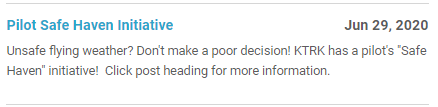 Pilot Safe Haven Initiative Jun 29, 2020
Unsafe flying weather? Don't make a poor decision! KTRK has a pilot's "Safe
Haven" initiative!  Click post heading for more information.